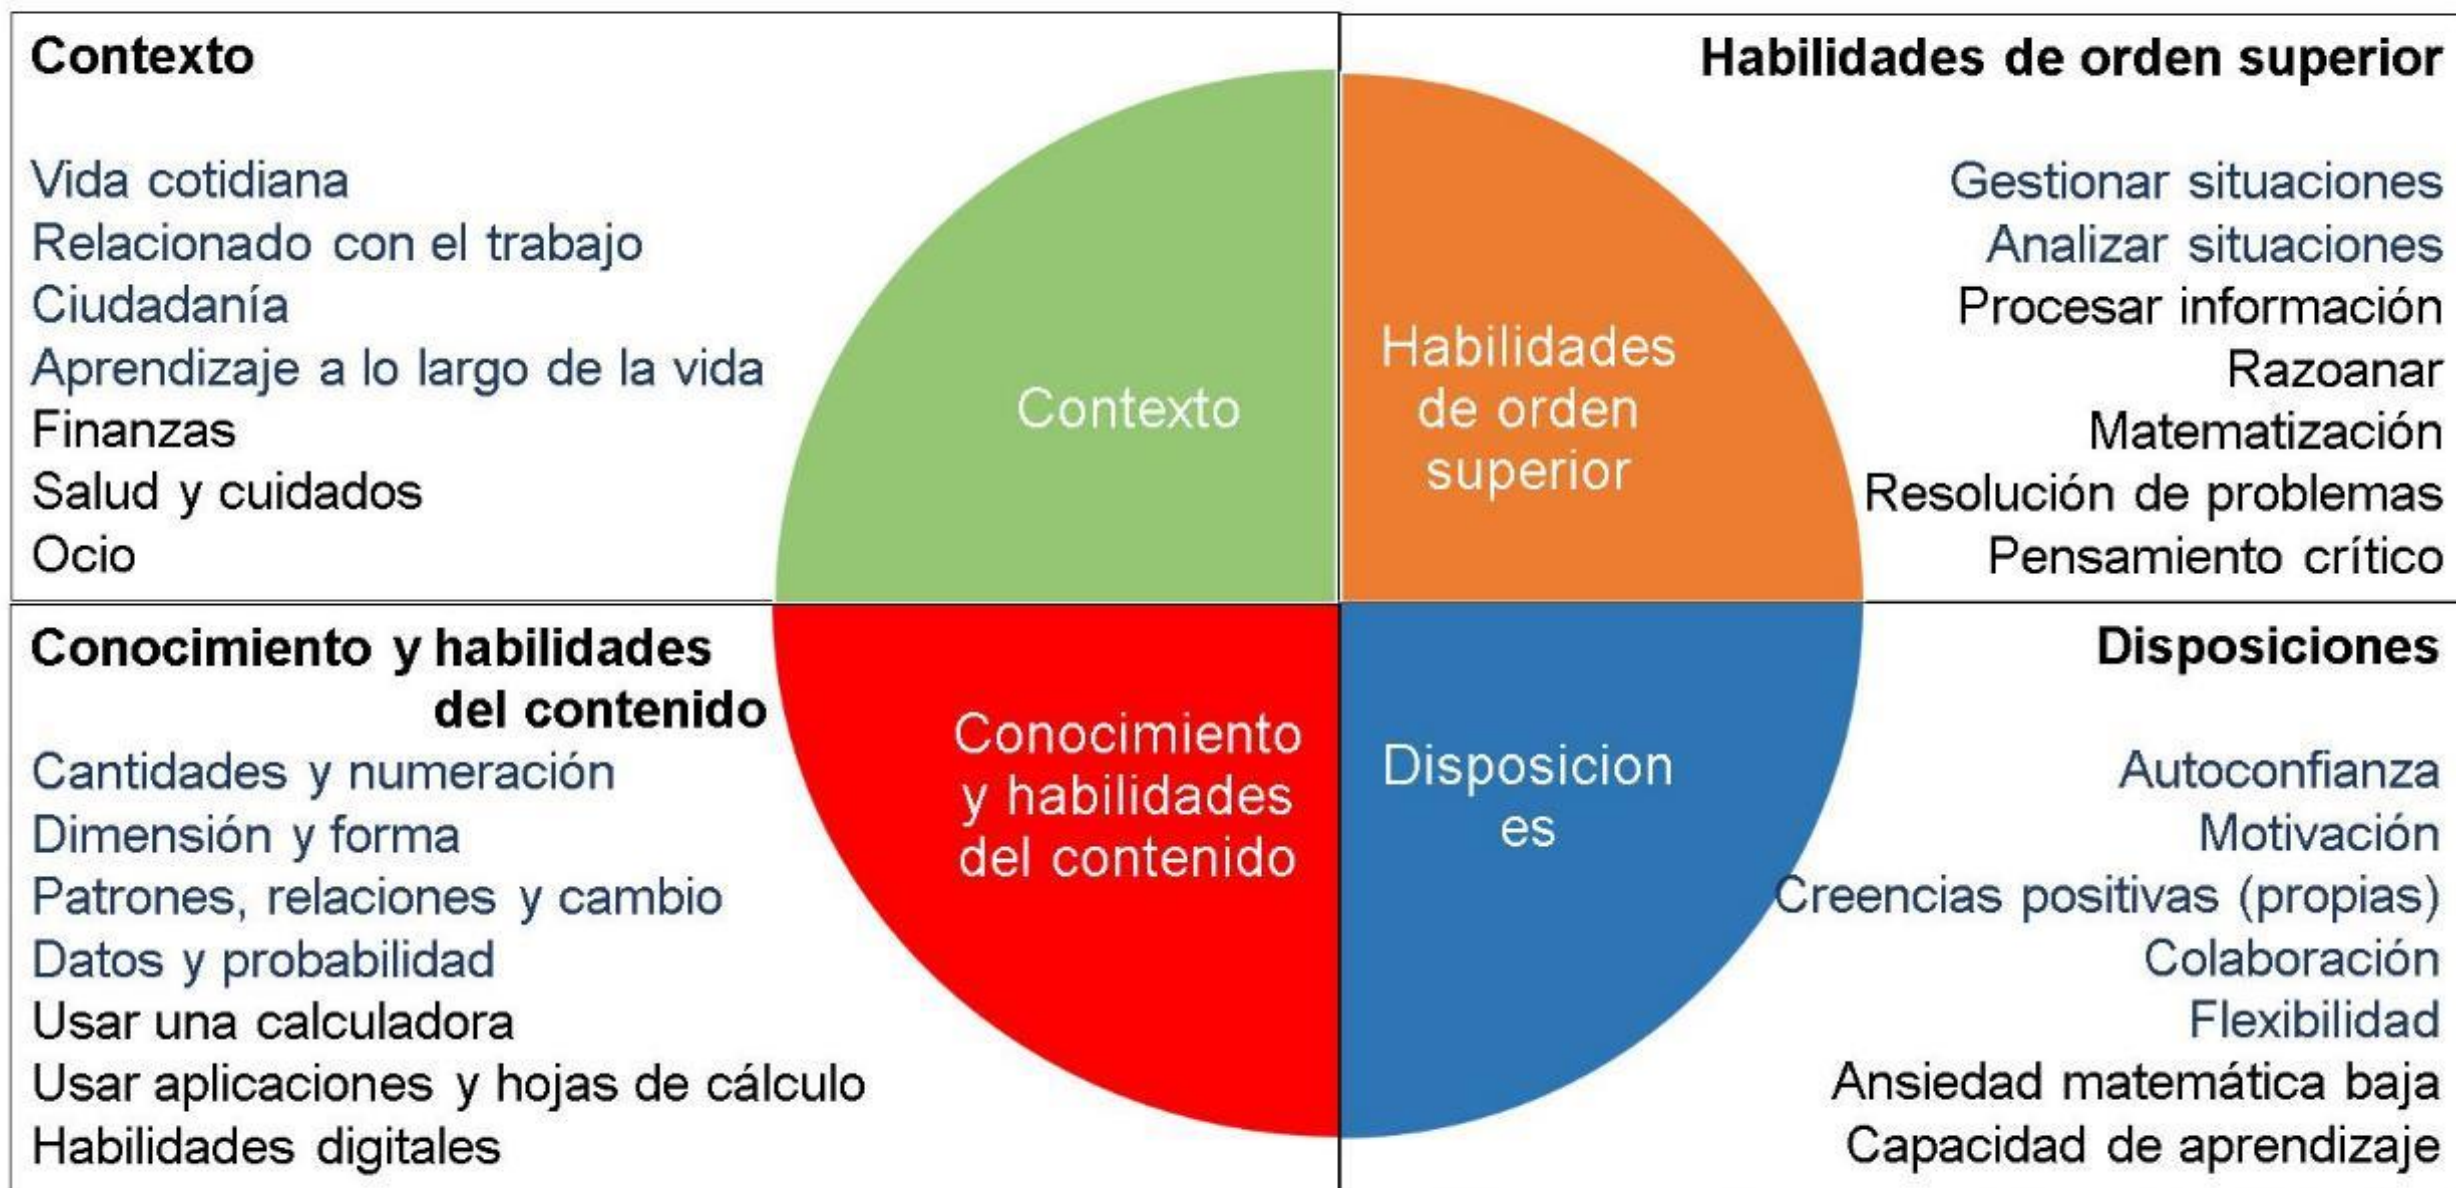 Contexto
Vida cotidiana
Relacionado con el trabajo
Ciudadanía
Aprendizaje a lo largo de la vida
Finanzas
Salud y cuidados
Ocio
Contexto
Habilidades
de orden
superior
Habilidades de orden superior
Gestionar situaciones
Analizar situaciones
Procesar información
Razoanar
Matematización
Resolución de problemas
Pensamiento crítico
Conocimiento y habilidades
del contenido
Cantidades y numeración
Dimensión y forma
Patrones, relaciones y cambio
Datos y probabilidad
Usar una calculadora
Usar aplicaciones y hojas de cálculo
Habilidades digitales
Conocimiento
y habilidades
del contenido
Disposicion
es
Disposiciones
Autoconfianza
Motivación
Creencias positivas (propias)
Colaboración
Flexibilidad
Ansiedad matemática baja
Capacidad de aprendizaje